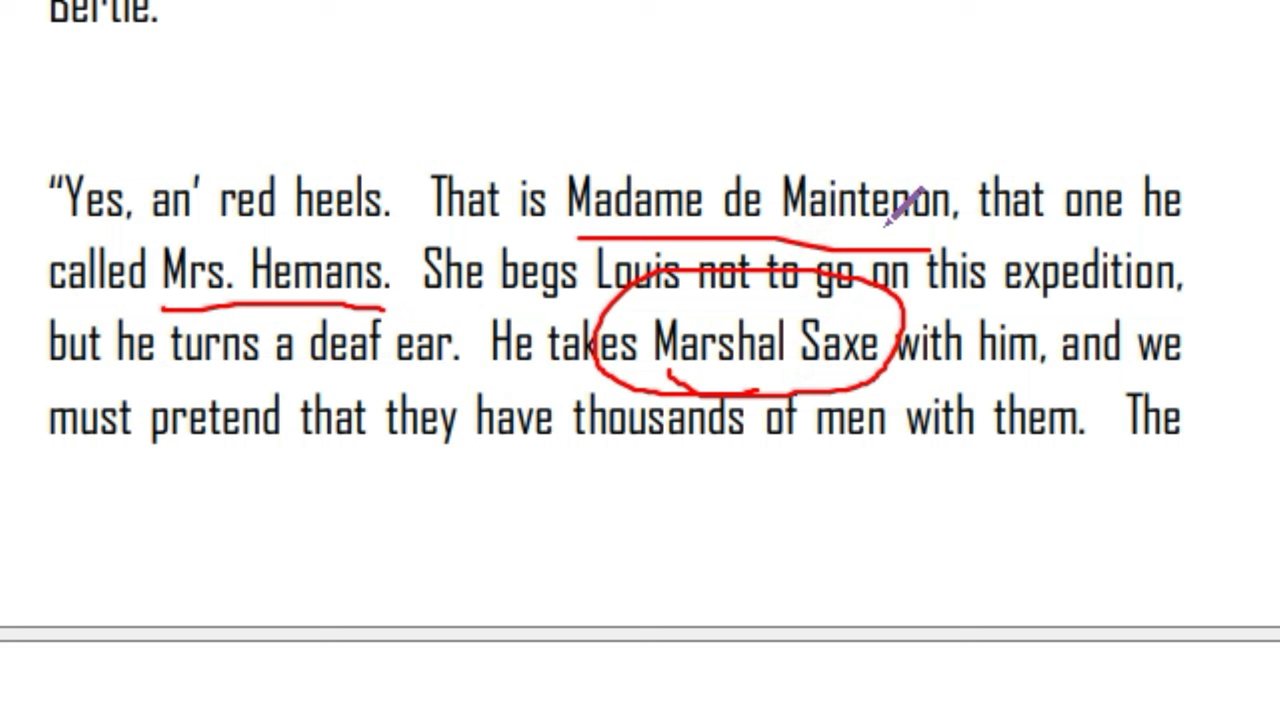 Bertie.
“Yes, an’ red heels. That is Madame de Maintenon, that one he
called Mrs. Hemans. She begs Louis not to go on this expedition,
but he turns a deaf ear. He takes Marshal Saxe with him, and we
must pretend that they have thousands of men with them. The